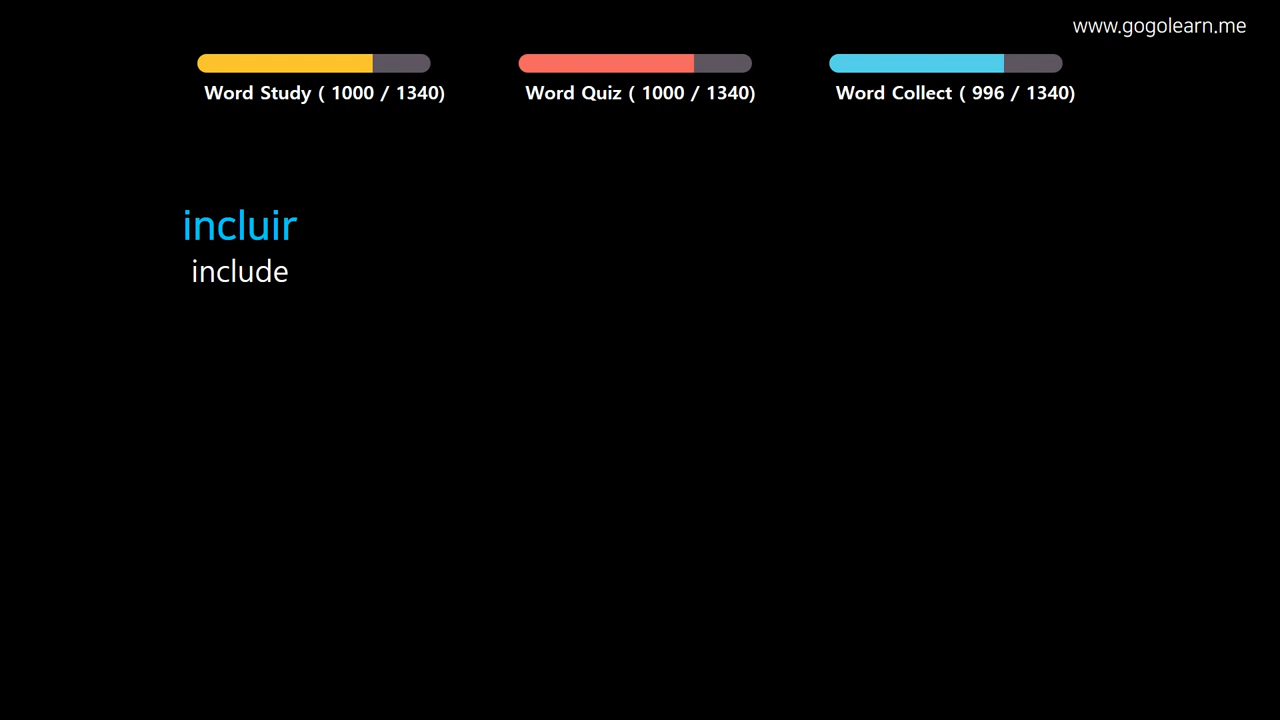 www.gogolearn.me
Word Study ( 1000 / 1340)
Word Quiz ( 1000 / 1340)
Word Collect ( 996 / 1340)
incluir
include